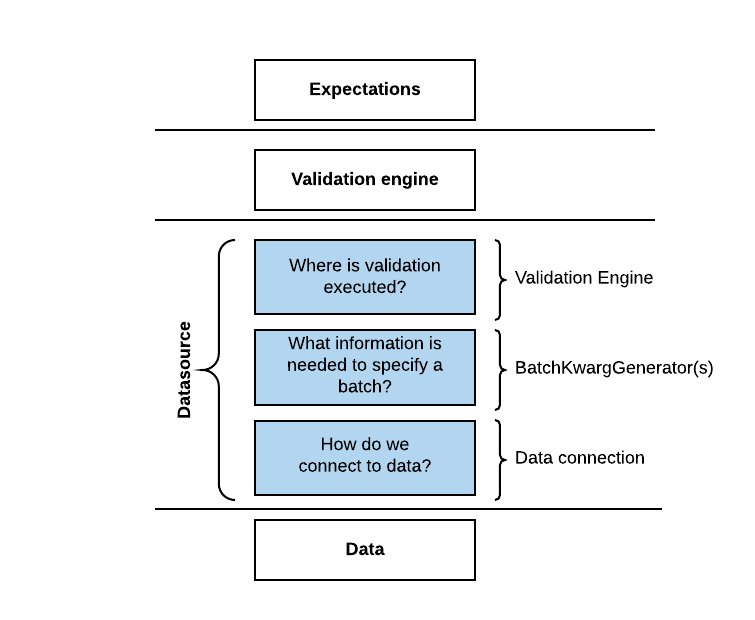 Expectations
Validation engine
Where is validation
executed?
Validation Engine
Datasource
What information is
needed to specify a
batch?
BatchKwargGenerator(s)
How do we
connect to data?
Data connection
Data